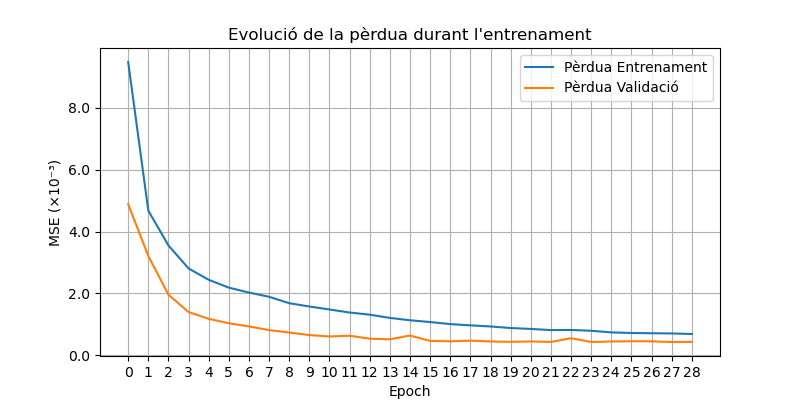 Evolució de la pèrdua durant l'entrenament
Pèrdua Entrenament
Pèrdua Validació
MSE (×10⁻³)
8.0
6.0
4.0
2.0
0.0
0 1 2 3 4 5 6 7 8 9 10 11 12 13 14 15 16 17 18 19 20 21 22 23 24 25 26 27 28
Epoch